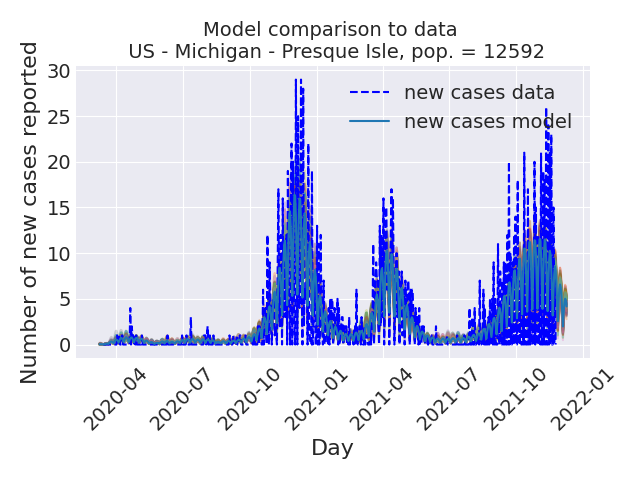 Model comparison to data
US - Michigan - Presque Isle, pop. = 12592
Number of new cases reported
30
25
20
15
10
5
0
new cases data
new cases model
2020-04
2020-07
2020-10
2021-01
2021-04
2021-07
2021-10
2022-01
Day